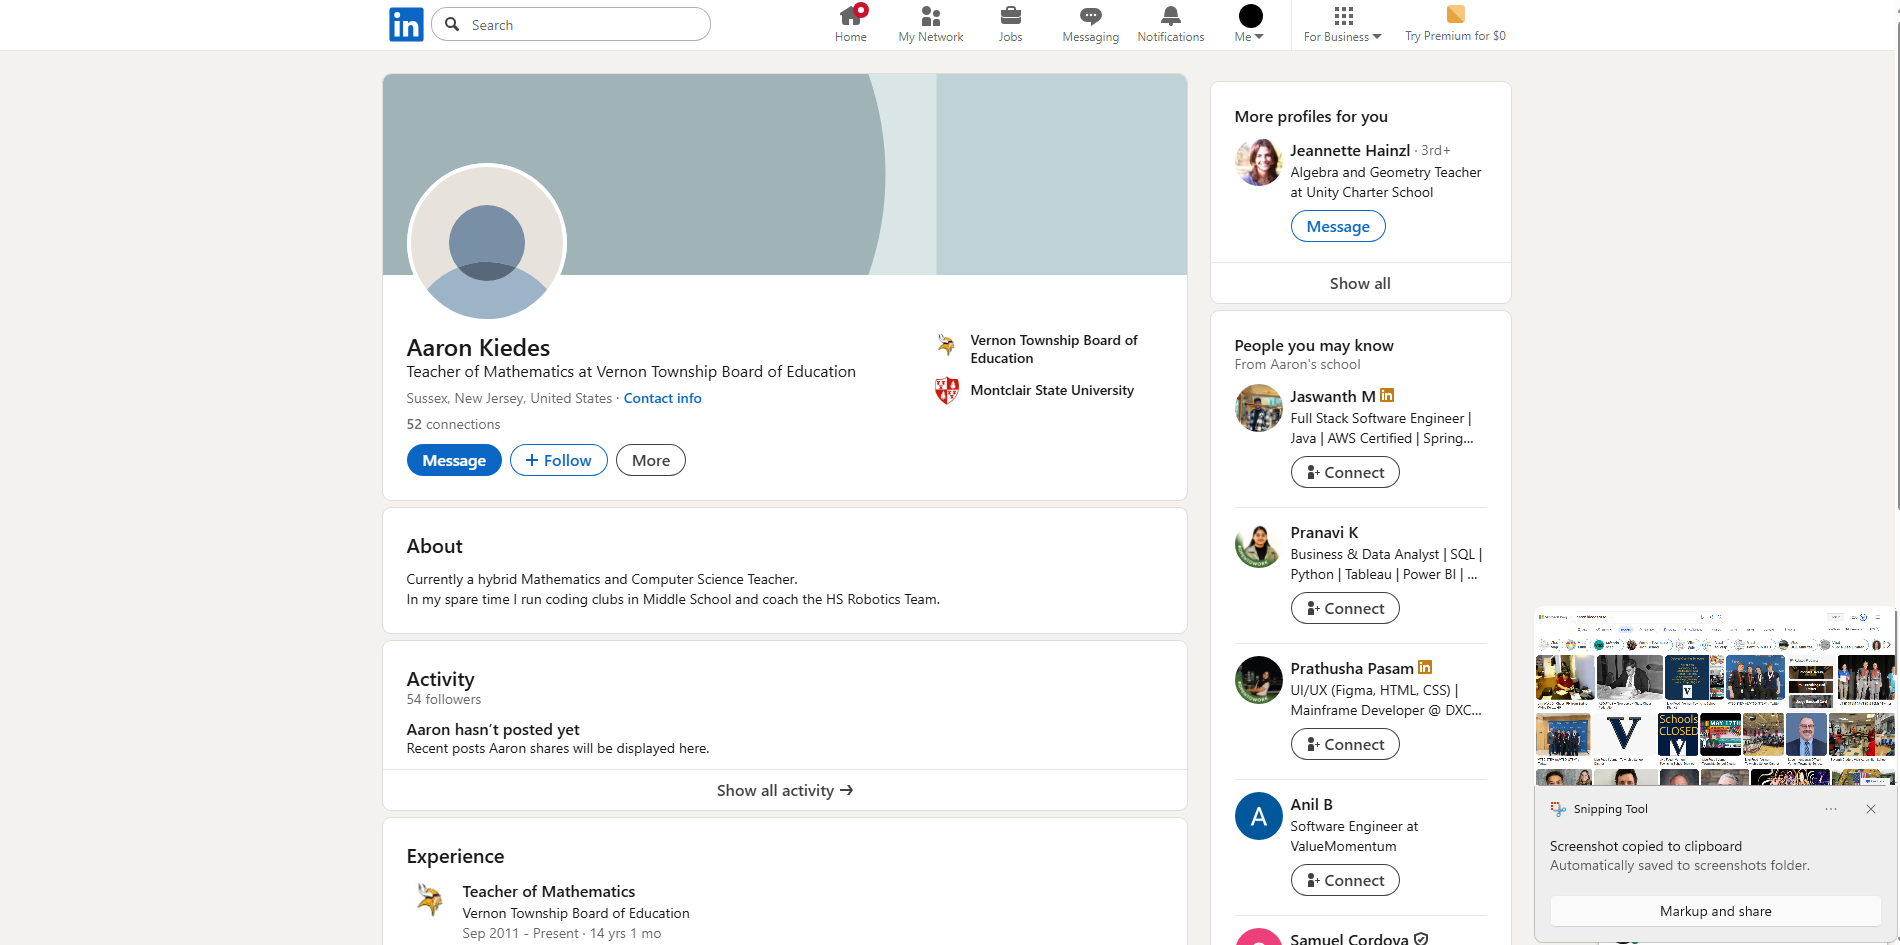 in
Search
Home
My Network
Jobs
Messaging
Notifications
Me
For Business
Try Premium for $0
Aaron Kiedes
Teacher of Mathematics at Vernon Township Board of Education
Sussex, New Jersey, United States · Contact info
52 connections
Message
Follow
More
Vernon Township Board of
Education
Montclair State University
About
Currently a hybrid Mathematics and Computer Science Teacher.
In my spare time I run coding clubs in Middle School and coach the HS Robotics Team.
Activity
54 followers
Aaron hasn’t posted yet
Recent posts Aaron shares will be displayed here.
Show all activity →
Experience
Teacher of Mathematics
Vernon Township Board of Education
Sep 2011 - Present · 14 yrs 1 mo
More profiles for you
Jeannette Hainzl · 3rd+
Algebra and Geometry Teacher
at Unity Charter School
Message
Show all
People you may know
From Aaron's school
Jaswanth M in
Full Stack Software Engineer |
Java | AWS Certified | Spring...
Connect
Pranavi K
Business & Data Analyst | SQL |
Python | Tableau | Power BI | ...
Connect
Prathusha Pasam in
UI/UX (Figma, HTML, CSS) |
Mainframe Developer @ DXC...
Connect
A
Anil B
Software Engineer at
ValueMomentum
Connect
Samuel Cordova
V
Schools
CLOSED
MAY 17TH
Snipping Tool
Screenshot copied to clipboard
Automatically saved to screenshots folder.
Markup and share